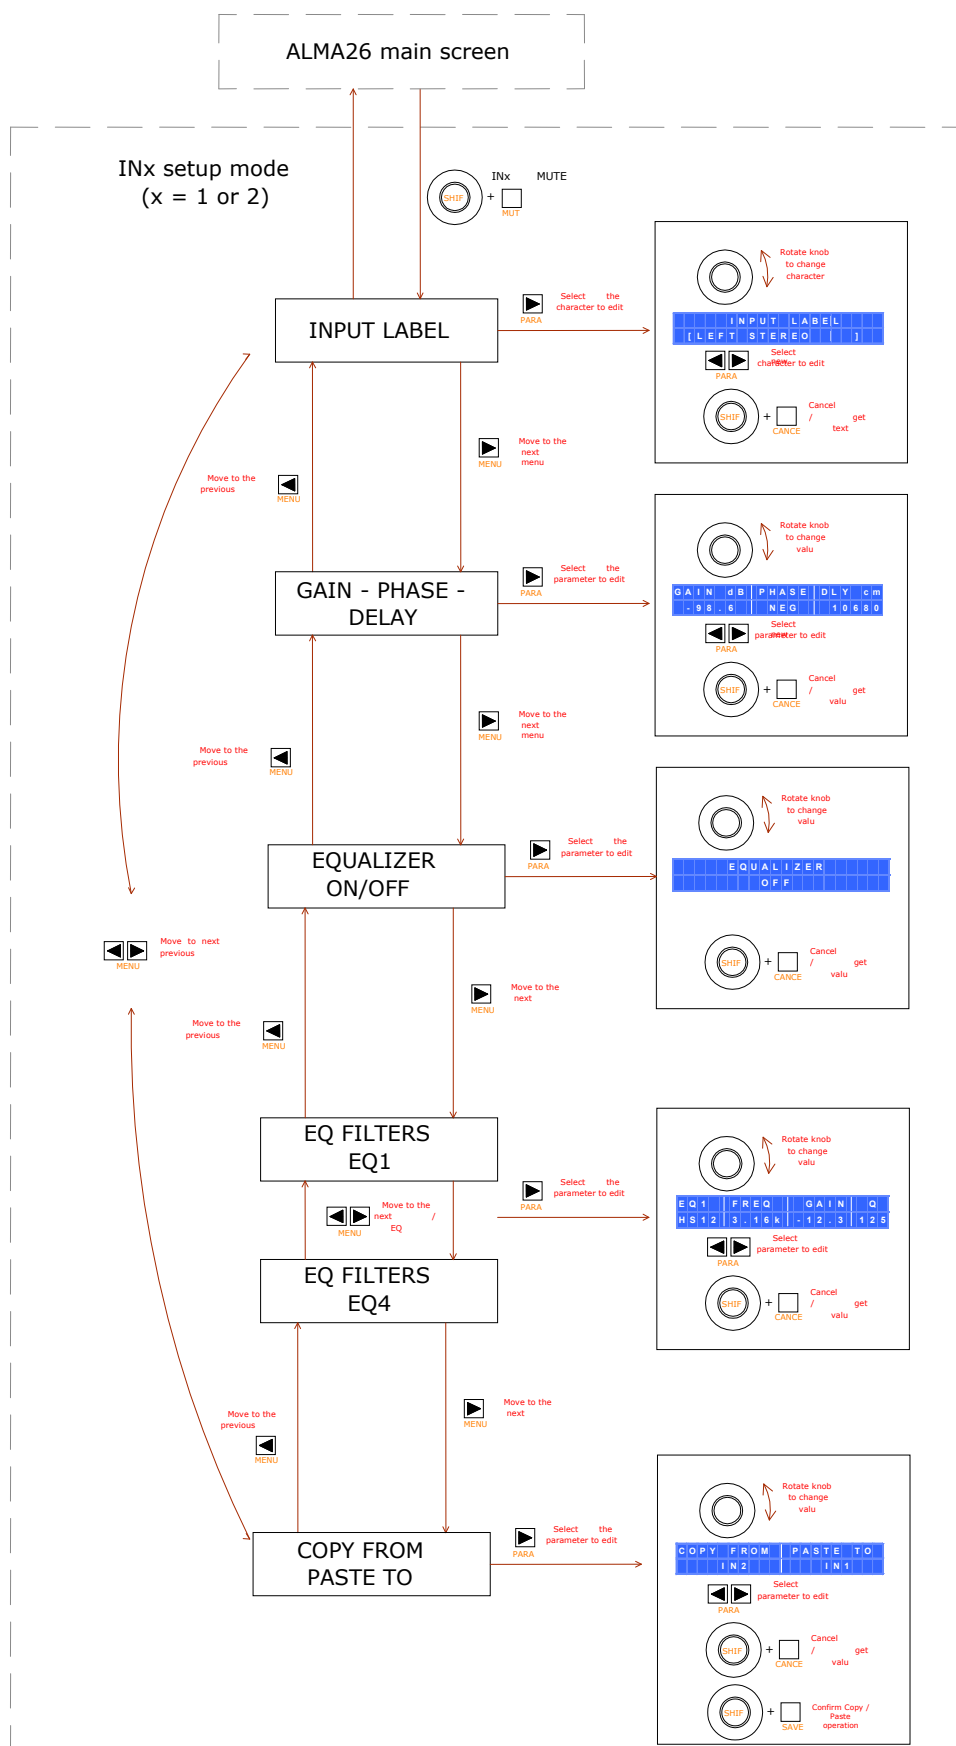 ALMA26 main screen
INx setup mode
(x = 1 or 2)
INx MUTE
SHIF + MUT
INPUT LABEL
PARA
Select the
character to edit
Rotate knob
to change
character
INPUT LABEL
[LEFT STEREO ]
PARA
Select
new
character to edit
SHIF + CANCE
Cancel
/ get
text
MENU
Move to the
next
menu
Move to the
previous
MENU
GAIN - PHASE -
DELAY
PARA
Select the
parameter to edit
Rotate knob
to change
valu
GAIN dB PHASE DLY cm
-98.6 NEG 10680
PARA
Select
new
parameter to edit
SHIF + CANCE
Cancel
/ get
valu
MENU
Move to the
next
menu
Move to the
previous
MENU
EQUALIZER
ON/OFF
PARA
Select the
parameter to edit
Rotate knob
to change
valu
EQUALIZER
OFF
SHIF + CANCE
Cancel
/ get
valu
MENU
Move to next
previous
MENU
Move to the
next
Move to the
previous
MENU
EQ FILTERS
EQ1
PARA
Select the
parameter to edit
Rotate knob
to change
valu
EQ1 FREQ GAIN Q
HS12 3.16k -12.3 125
PARA
Select
parameter to edit
SHIF + CANCE
Cancel
/ get
valu
MENU
Move to the
next /
EQ
EQ FILTERS
EQ4
MENU
Move to the
next
Move to the
previous
MENU
COPY FROM
PASTE TO
PARA
Select the
parameter to edit
Rotate knob
to change
valu
COPY FROM PASTE TO
IN2 IN1
PARA
Select
parameter to edit
SHIF + CANCE
Cancel
/ get
valu
SHIF + SAVE
Confirm Copy /
Paste
operation